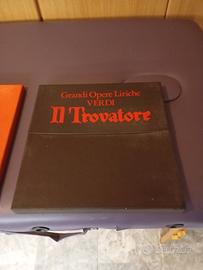 Grandi Opere Liriche
VERDI
Il Trovatore